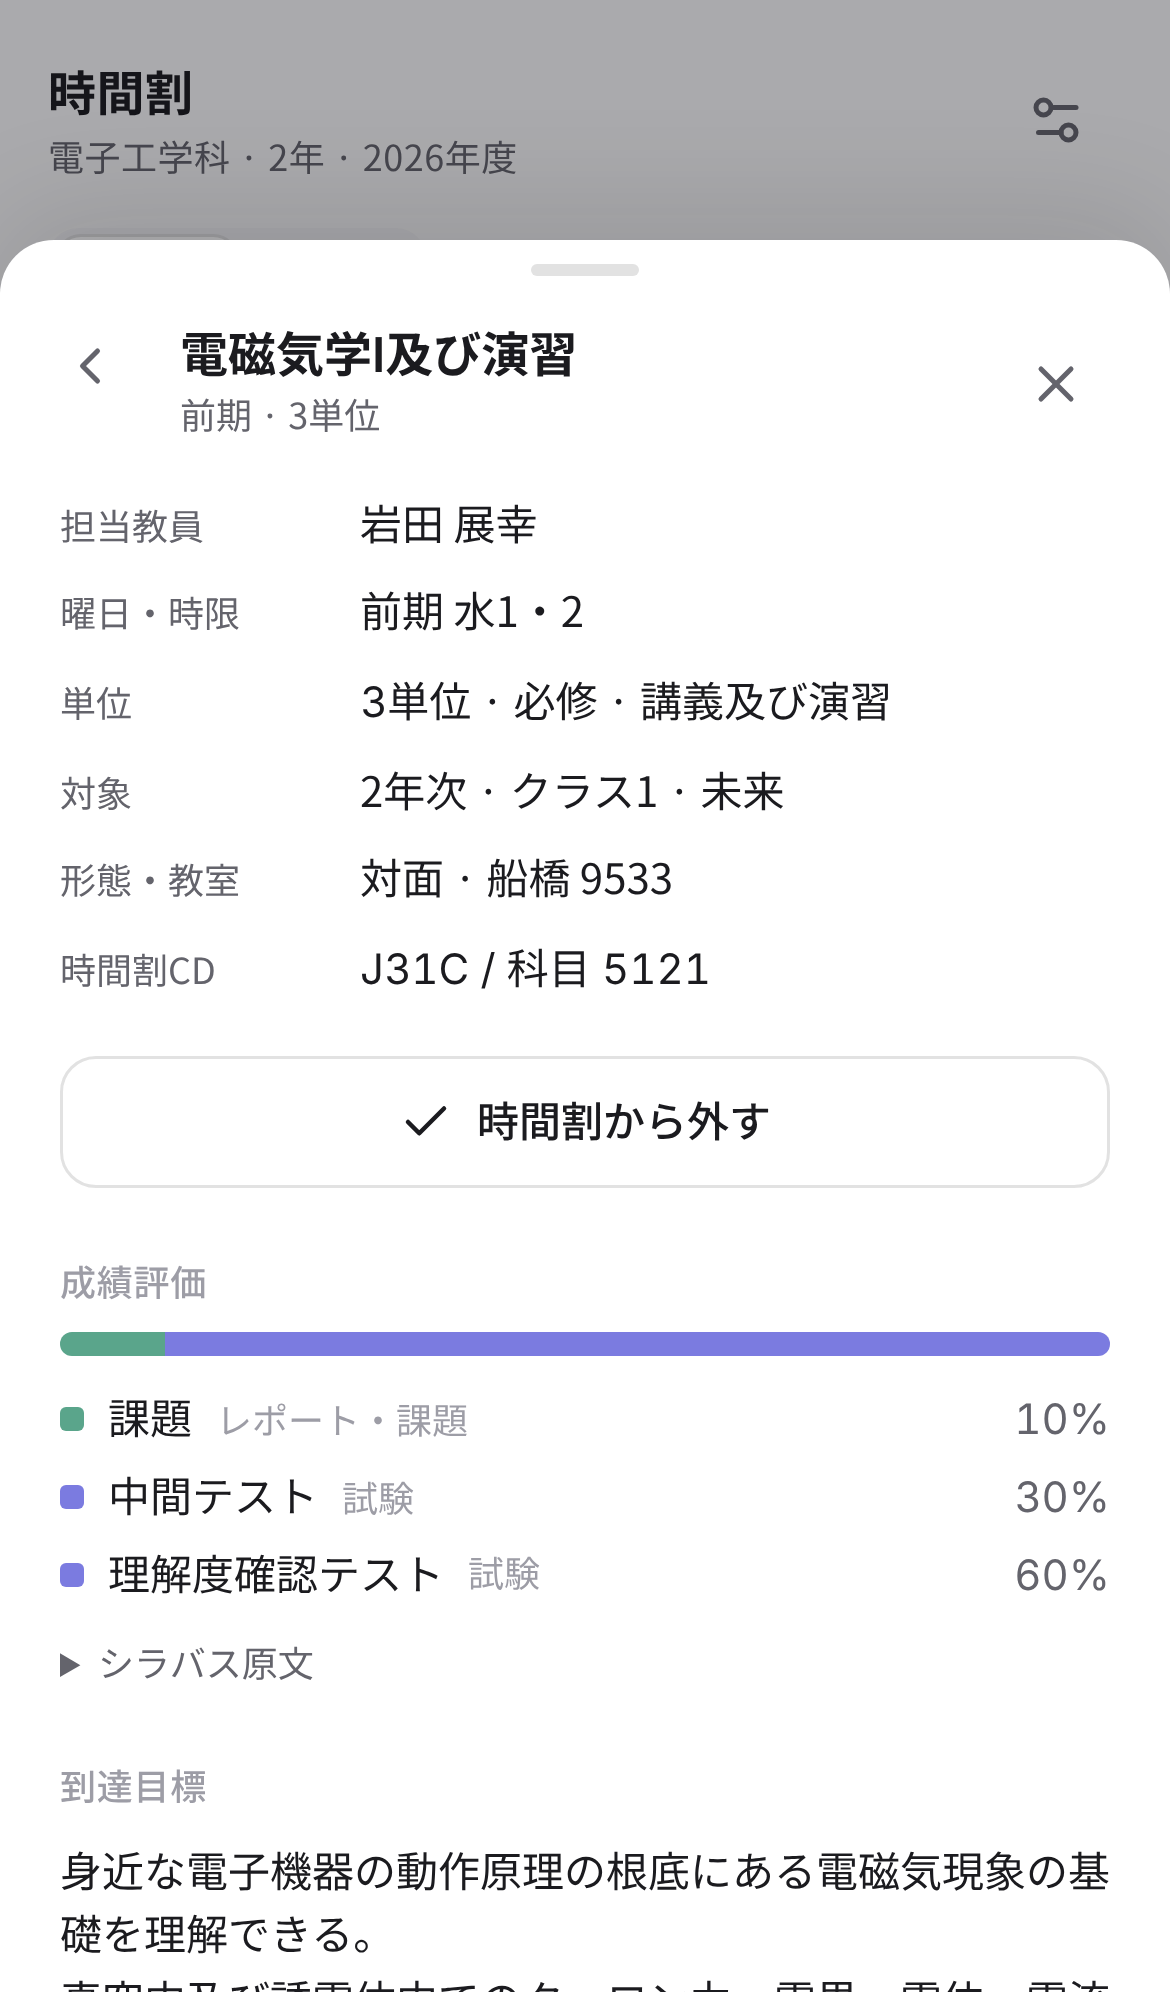 時間割
電子工学科 · 2年 · 2026年度
電磁気学I及び演習
前期 · 3単位
担当教員 岩田 展幸
曜日・時限 前期 水1・2
単位 3単位 · 必修 · 講義及び演習
対象 2年次 · クラス1 · 未来
形態・教室 対面 · 船橋 9533
時間割CD J31C / 科目 5121
時間割から外す
成績評価
課題 レポート・課題 10%
中間テスト 試験 30%
理解度確認テスト 試験 60%
シラバス原文
到達目標
身近な電子機器の動作原理の根底にある電磁気現象の基
礎を理解できる。